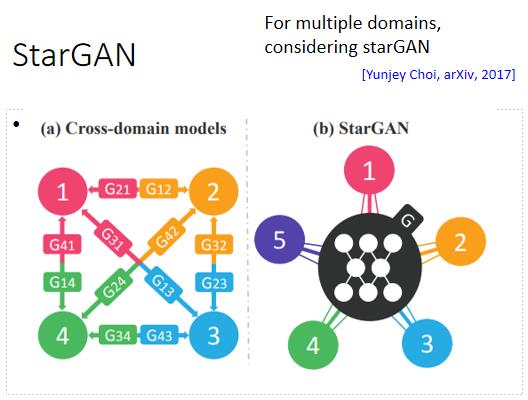 StarGAN
For multiple domains,
considering starGAN
[Yunjey Choi, arXiv, 2017]
• (a) Cross-domain models
1
G21 G12
2
G41
G31
G42
G32
G14
G24
G13
G23
4
G34 G43
3
(b) StarGAN
1
G
5
2
4
3